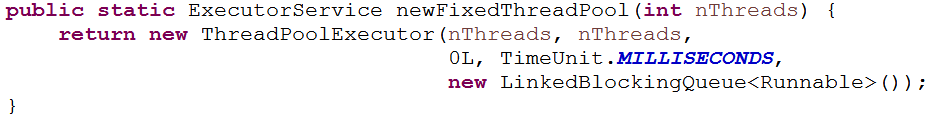 public static ExecutorService newFixedThreadPool(int nThreads) {
    return new ThreadPoolExecutor(nThreads, nThreads,
                                  0L, TimeUnit.MILLISECONDS,
                                  new LinkedBlockingQueue<Runnable>());
}